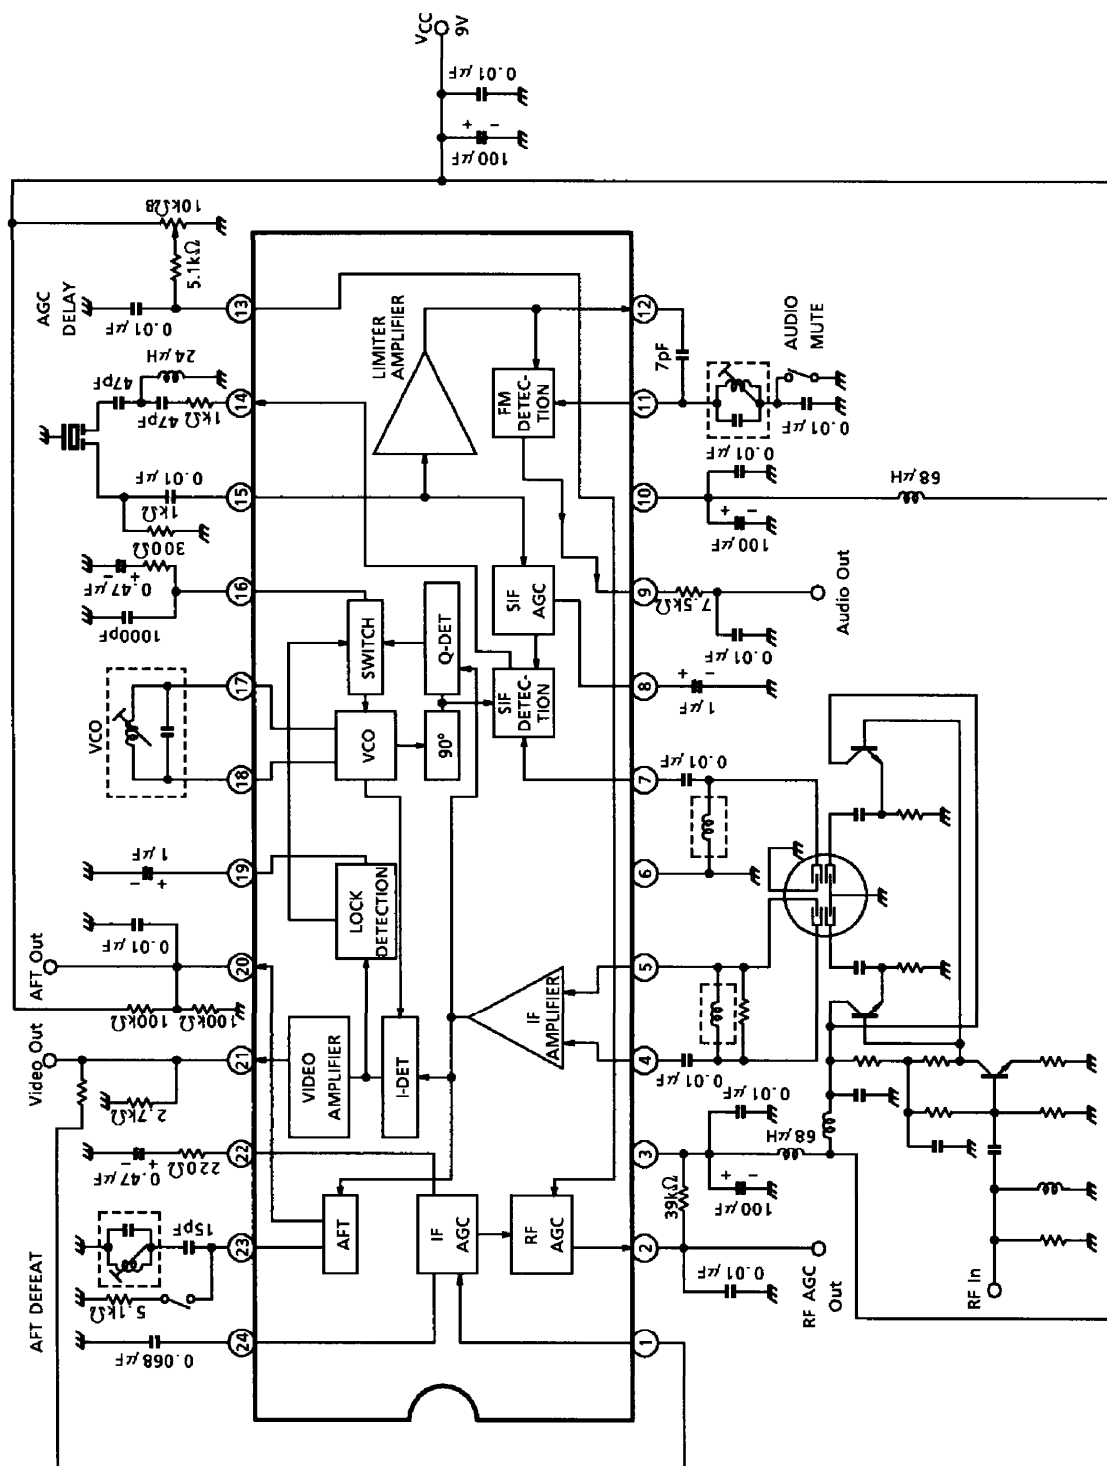 VCC
9V
0.01μF
100μF
10kΩB
5.1kΩ
AGC
DELAY
0.01μF
24μH
47pF
47pF
1kΩ
0.01μF
1kΩ
300Ω
0.47μF
1000pF
VCO
1μF
0.01μF
AFT Out
100kΩ
100kΩ
Video Out
2.7kΩ
0.47μF
220Ω
15pF
AFT DEFEAT
5.1kΩ
0.068μF
13
14
15
16
17
18
19
20
21
22
23
24
LIMITER
AMPLIFIER
FM
DETEC-
TION
SIF
AGC
SIF
DETEC-
TION
SWITCH
Q-DET
VCO
90°
LOCK
DETECTION
VIDEO
AMPLIFIER
I-DET
IF
AMPLIFIER
AFT
IF
AGC
RF
AGC
12
11
10
9
8
7
6
5
4
3
2
1
7pF
AUDIO
MUTE
0.01μF
0.01μF
100μF
68μH
7.5kΩ
0.01μF
Audio Out
1μF
0.01μF
0.01μF
0.01μF
68μH
100μF
39kΩ
0.01μF
RF AGC
Out
RF In